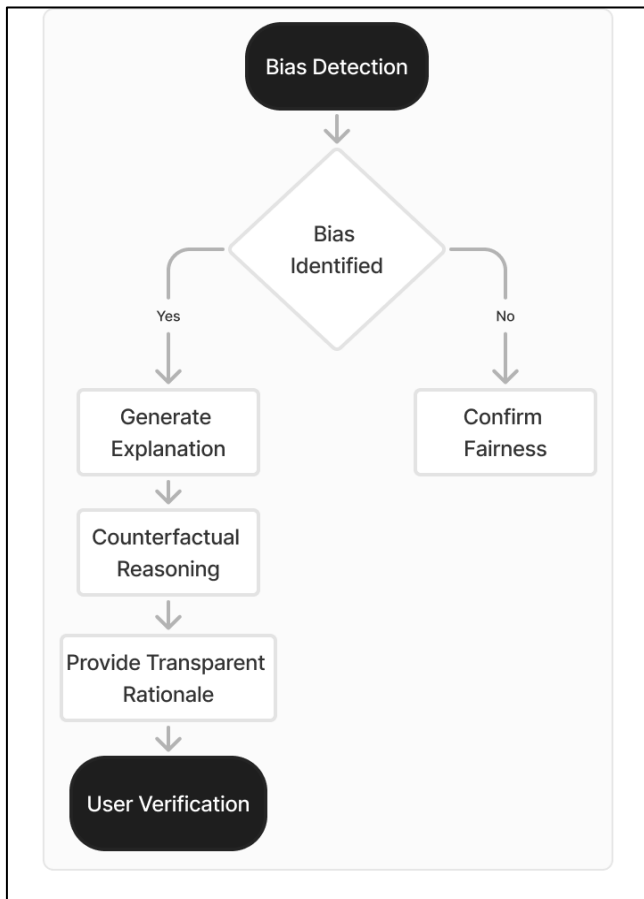 Bias Detection
Bias
Identified
Yes
No
Generate
Explanation
Confirm
Fairness
Counterfactual
Reasoning
Provide Transparent
Rationale
User Verification